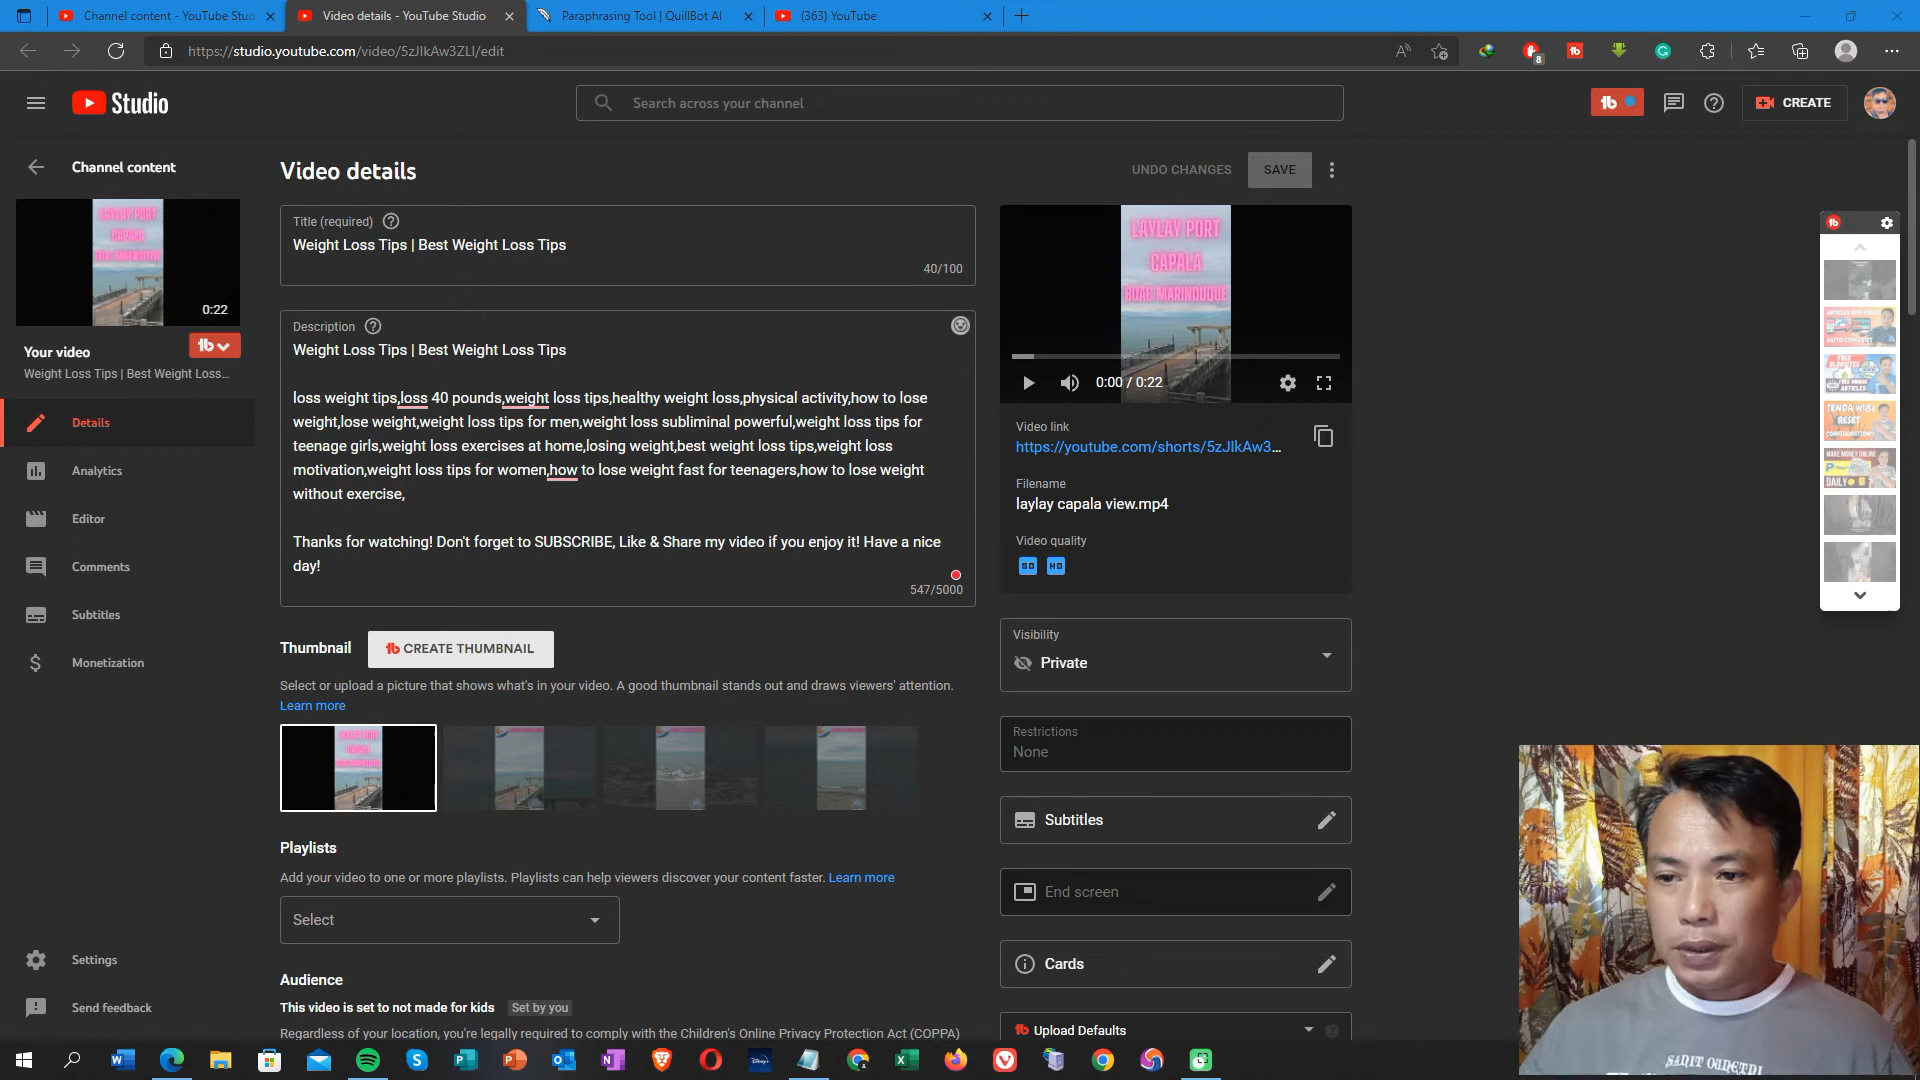 Channel content - YouTube Stud
Video details - YouTube Studio
Paraphrasing Tool | QuillBot AI
(363) YouTube
https://studio.youtube.com/video/5zJlkAw3ZLI/edit
8
Studio
Search across your channel
CREATE
Channel content
Video details
UNDO CHANGES
SAVE
LAYLAY PORT
CAPALA
0:22
Your video
Weight Loss Tips | Best Weight Loss...
Details
Analytics
Editor
Comments
Subtitles
Monetization
Settings
Send feedback
Title (required)
Weight Loss Tips | Best Weight Loss Tips
40/100
Description
Weight Loss Tips | Best Weight Loss Tips
loss weight tips,loss 40 pounds,weight loss tips,healthy weight loss,physical activity,how to lose
weight,lose weight,weight loss tips for men,weight loss subliminal powerful,weight loss tips for
teenage girls,weight loss exercises at home,losing weight,best weight loss tips,weight loss
motivation,weight loss tips for women,how to lose weight fast for teenagers,how to lose weight
without exercise,
Thanks for watching! Don't forget to SUBSCRIBE, Like & Share my video if you enjoy it! Have a nice
day!
547/5000
Thumbnail
CREATE THUMBNAIL
Select or upload a picture that shows what's in your video. A good thumbnail stands out and draws viewers' attention.
Learn more
Playlists
Add your video to one or more playlists. Playlists can help viewers discover your content faster. Learn more
Select
Audience
This video is set to not made for kids Set by you
Regardless of your location, you're legally required to comply with the Children's Online Privacy Protection Act (COPPA)
LAYLAY PORT
CAPALA
BOAC MARINDUQUE
0:00 / 0:22
Video link
https://youtube.com/shorts/5zJlkAw3...
Filename
laylay capala view.mp4
Video quality
SD HD
Visibility
Private
Restrictions
None
Subtitles
End screen
Cards
Upload Defaults
TENDA WIFI
RESET
MAKE MONEY ONLINE
DAILY